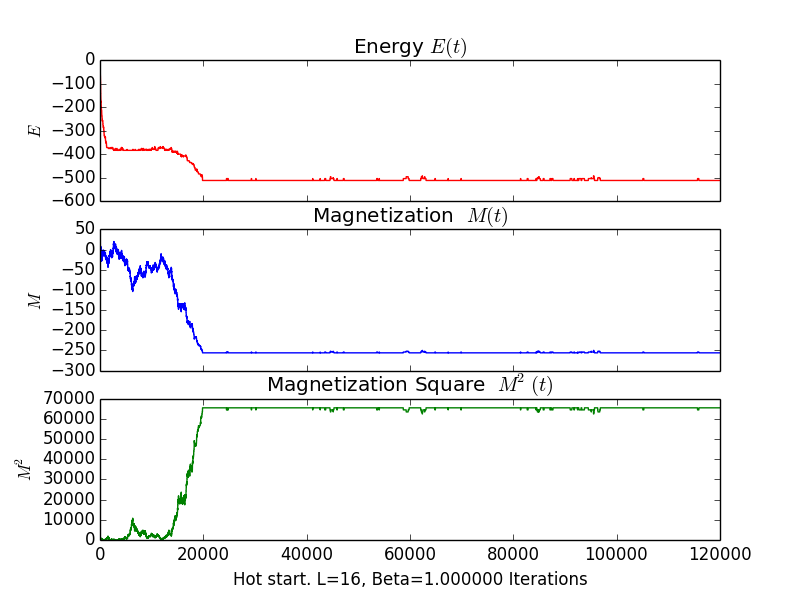 Energy E(t)
0
−100
−200
−300
−400
−500
−600
E
Magnetization M(t)
50
0
−50
−100
−150
−200
−250
−300
M
Magnetization Square M² (t)
70000
60000
50000
40000
30000
20000
10000
0
M²
0 20000 40000 60000 80000 100000 120000
Hot start. L=16, Beta=1.000000 Iterations